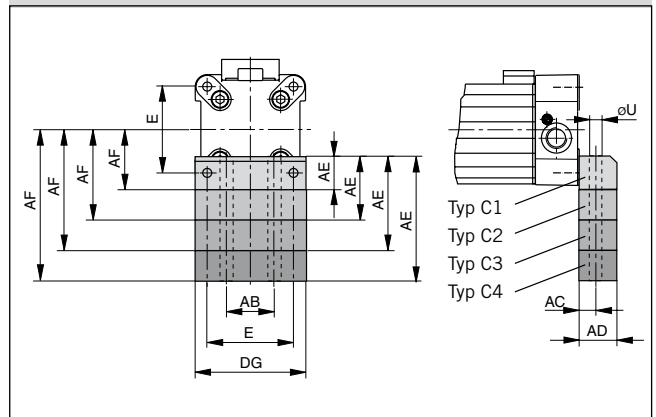 E
AF
AF
AF
AF
AE
AE
AE
AE
AB
E
DG
øU
Typ C1
Typ C2
Typ C3
Typ C4
AC
AD